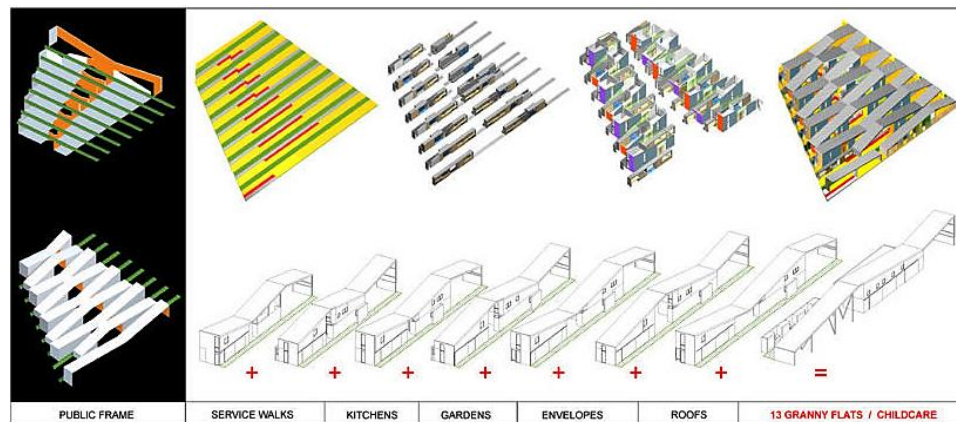 + + + + + + + =
PUBLIC FRAME
SERVICE WALKS
KITCHENS
GARDENS
ENVELOPES
ROOFS
13 GRANNY FLATS / CHILDCARE